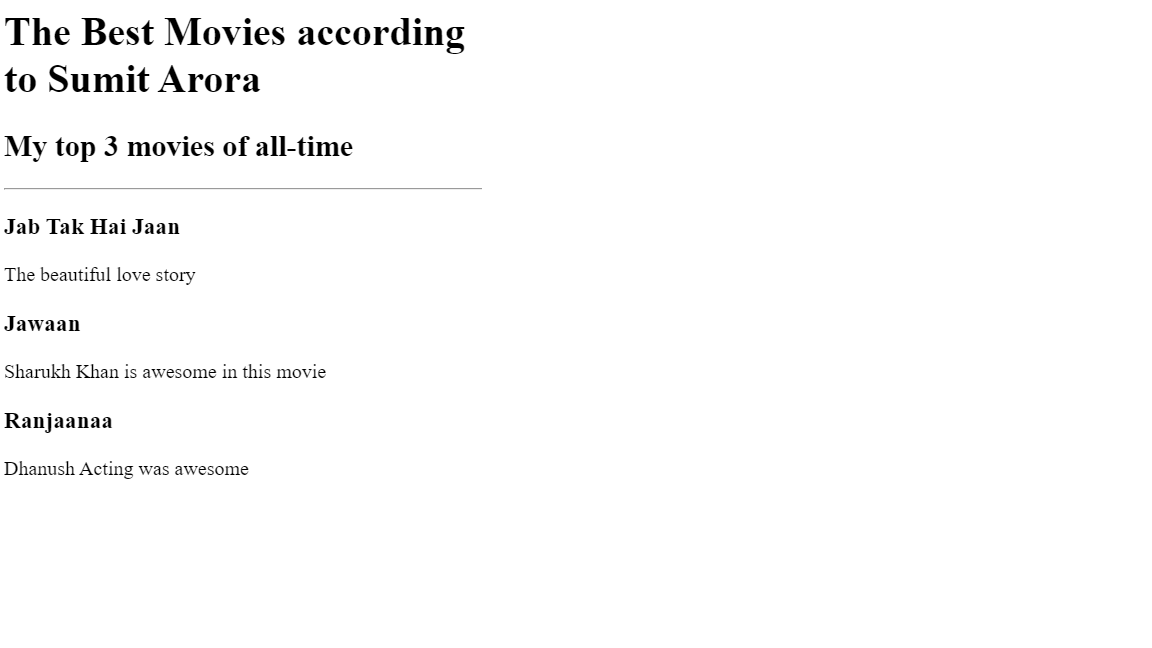 The Best Movies according
to Sumit Arora
My top 3 movies of all-time
Jab Tak Hai Jaan
The beautiful love story
Jawaan
Sharukh Khan is awesome in this movie
Ranjaanaa
Dhanush Acting was awesome